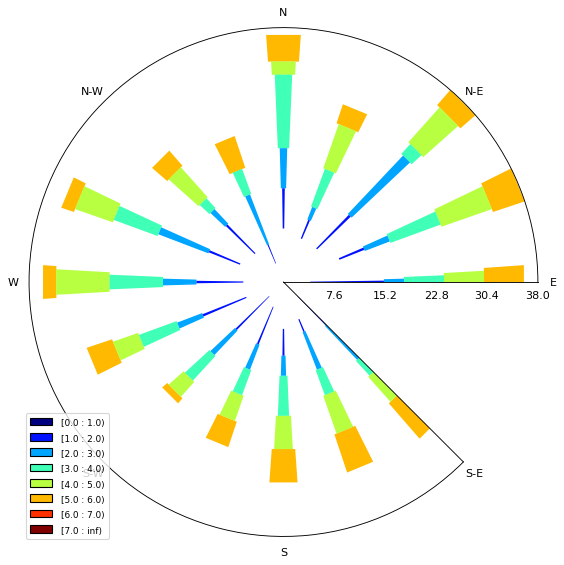 N
N-W
N-E
W
E
7.6 15.2 22.8 30.4 38.0
[0.0 : 1.0)
[1.0 : 2.0)
[2.0 : 3.0)
[3.0 : 4.0)
[4.0 : 5.0)
[5.0 : 6.0)
[6.0 : 7.0)
[7.0 : inf)
S-W
S-E
S